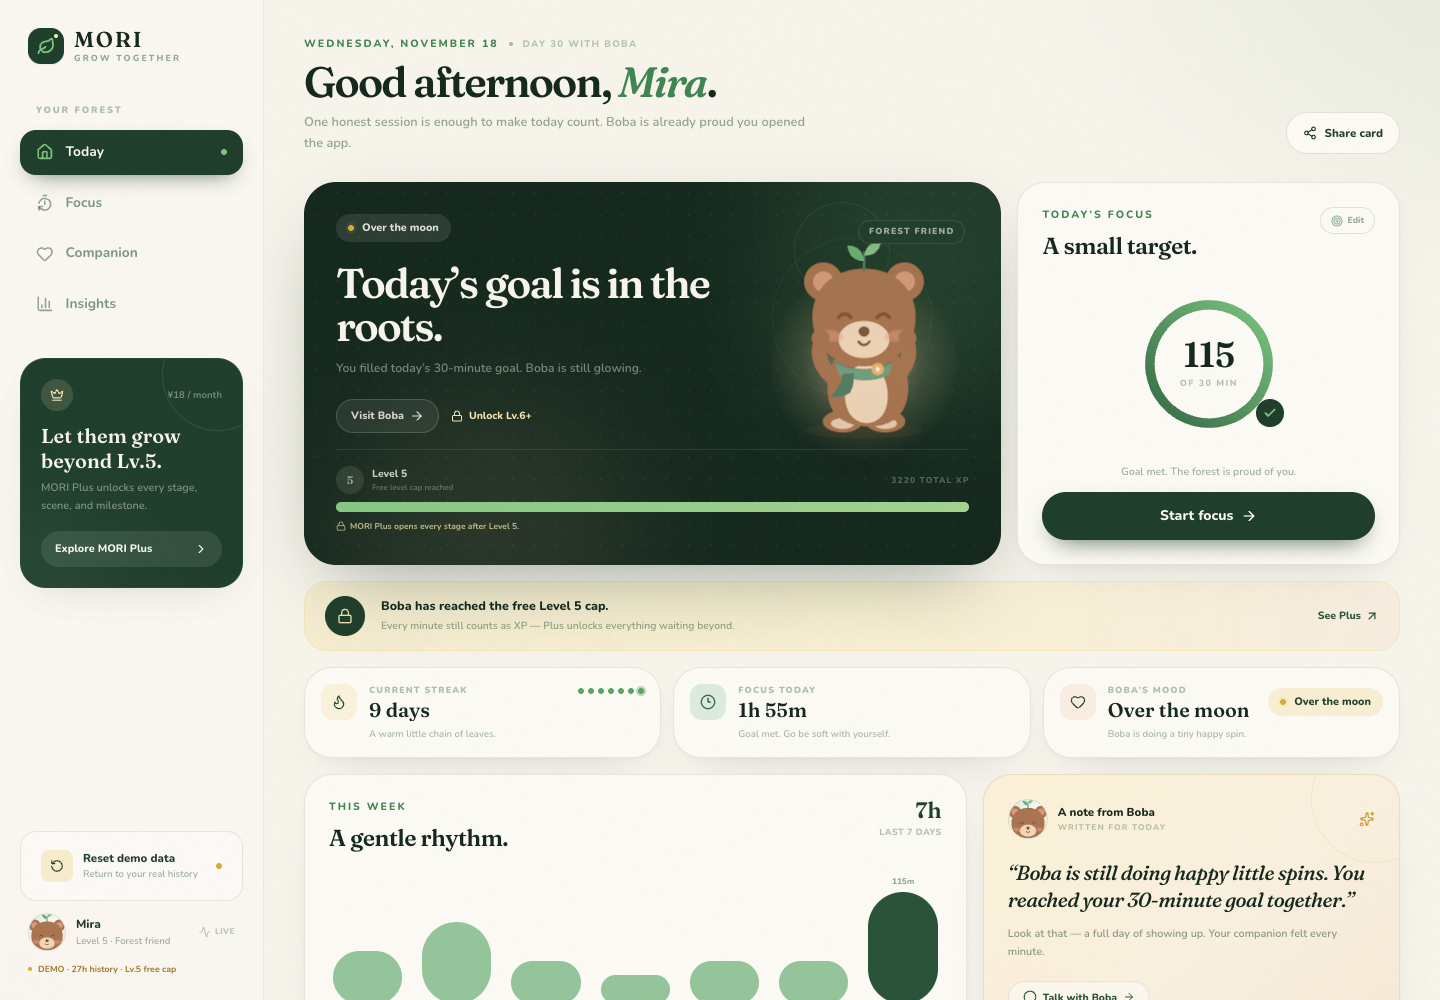 MORI
GROW TOGETHER
YOUR FOREST
Today
Focus
Companion
Insights
¥18 / month
Let them grow
beyond Lv.5.
MORI Plus unlocks every stage,
scene, and milestone.
Explore MORI Plus
Reset demo data
Return to your real history
Mira
Level 5 · Forest friend
LIVE
DEMO · 27h history · Lv.5 free cap
WEDNESDAY, NOVEMBER 18 • DAY 30 WITH BOBA
Good afternoon, Mira.
One honest session is enough to make today count. Boba is already proud you opened
the app.
Share card
Over the moon
FOREST FRIEND
Today’s goal is in the
roots.
You filled today’s 30-minute goal. Boba is still glowing.
Visit Boba
Unlock Lv.6+
5
Level 5
Free level cap reached
3220 TOTAL XP
MORI Plus opens every stage after Level 5.
TODAY’S FOCUS
Edit
A small target.
115
OF 30 MIN
Goal met. The forest is proud of you.
Start focus
Boba has reached the free Level 5 cap.
Every minute still counts as XP — Plus unlocks everything waiting beyond.
See Plus
CURRENT STREAK
9 days
A warm little chain of leaves.
FOCUS TODAY
1h 55m
Goal met. Go be soft with yourself.
BOBA’S MOOD
Over the moon
Boba is doing a tiny happy spin.
Over the moon
THIS WEEK
A gentle rhythm.
7h
LAST 7 DAYS
115m
A note from Boba
WRITTEN FOR TODAY
“Boba is still doing happy little spins. You
reached your 30-minute goal together.”
Look at that — a full day of showing up. Your companion felt every
minute.
Talk with Boba